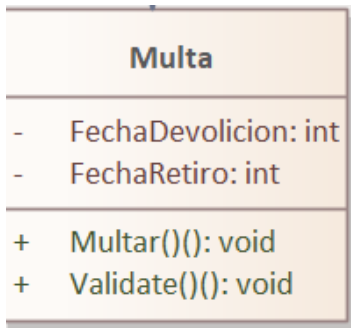 Multa
- FechaDevolicion: int
- FechaRetiro: int
+ Multar()(): void
+ Validate()(): void